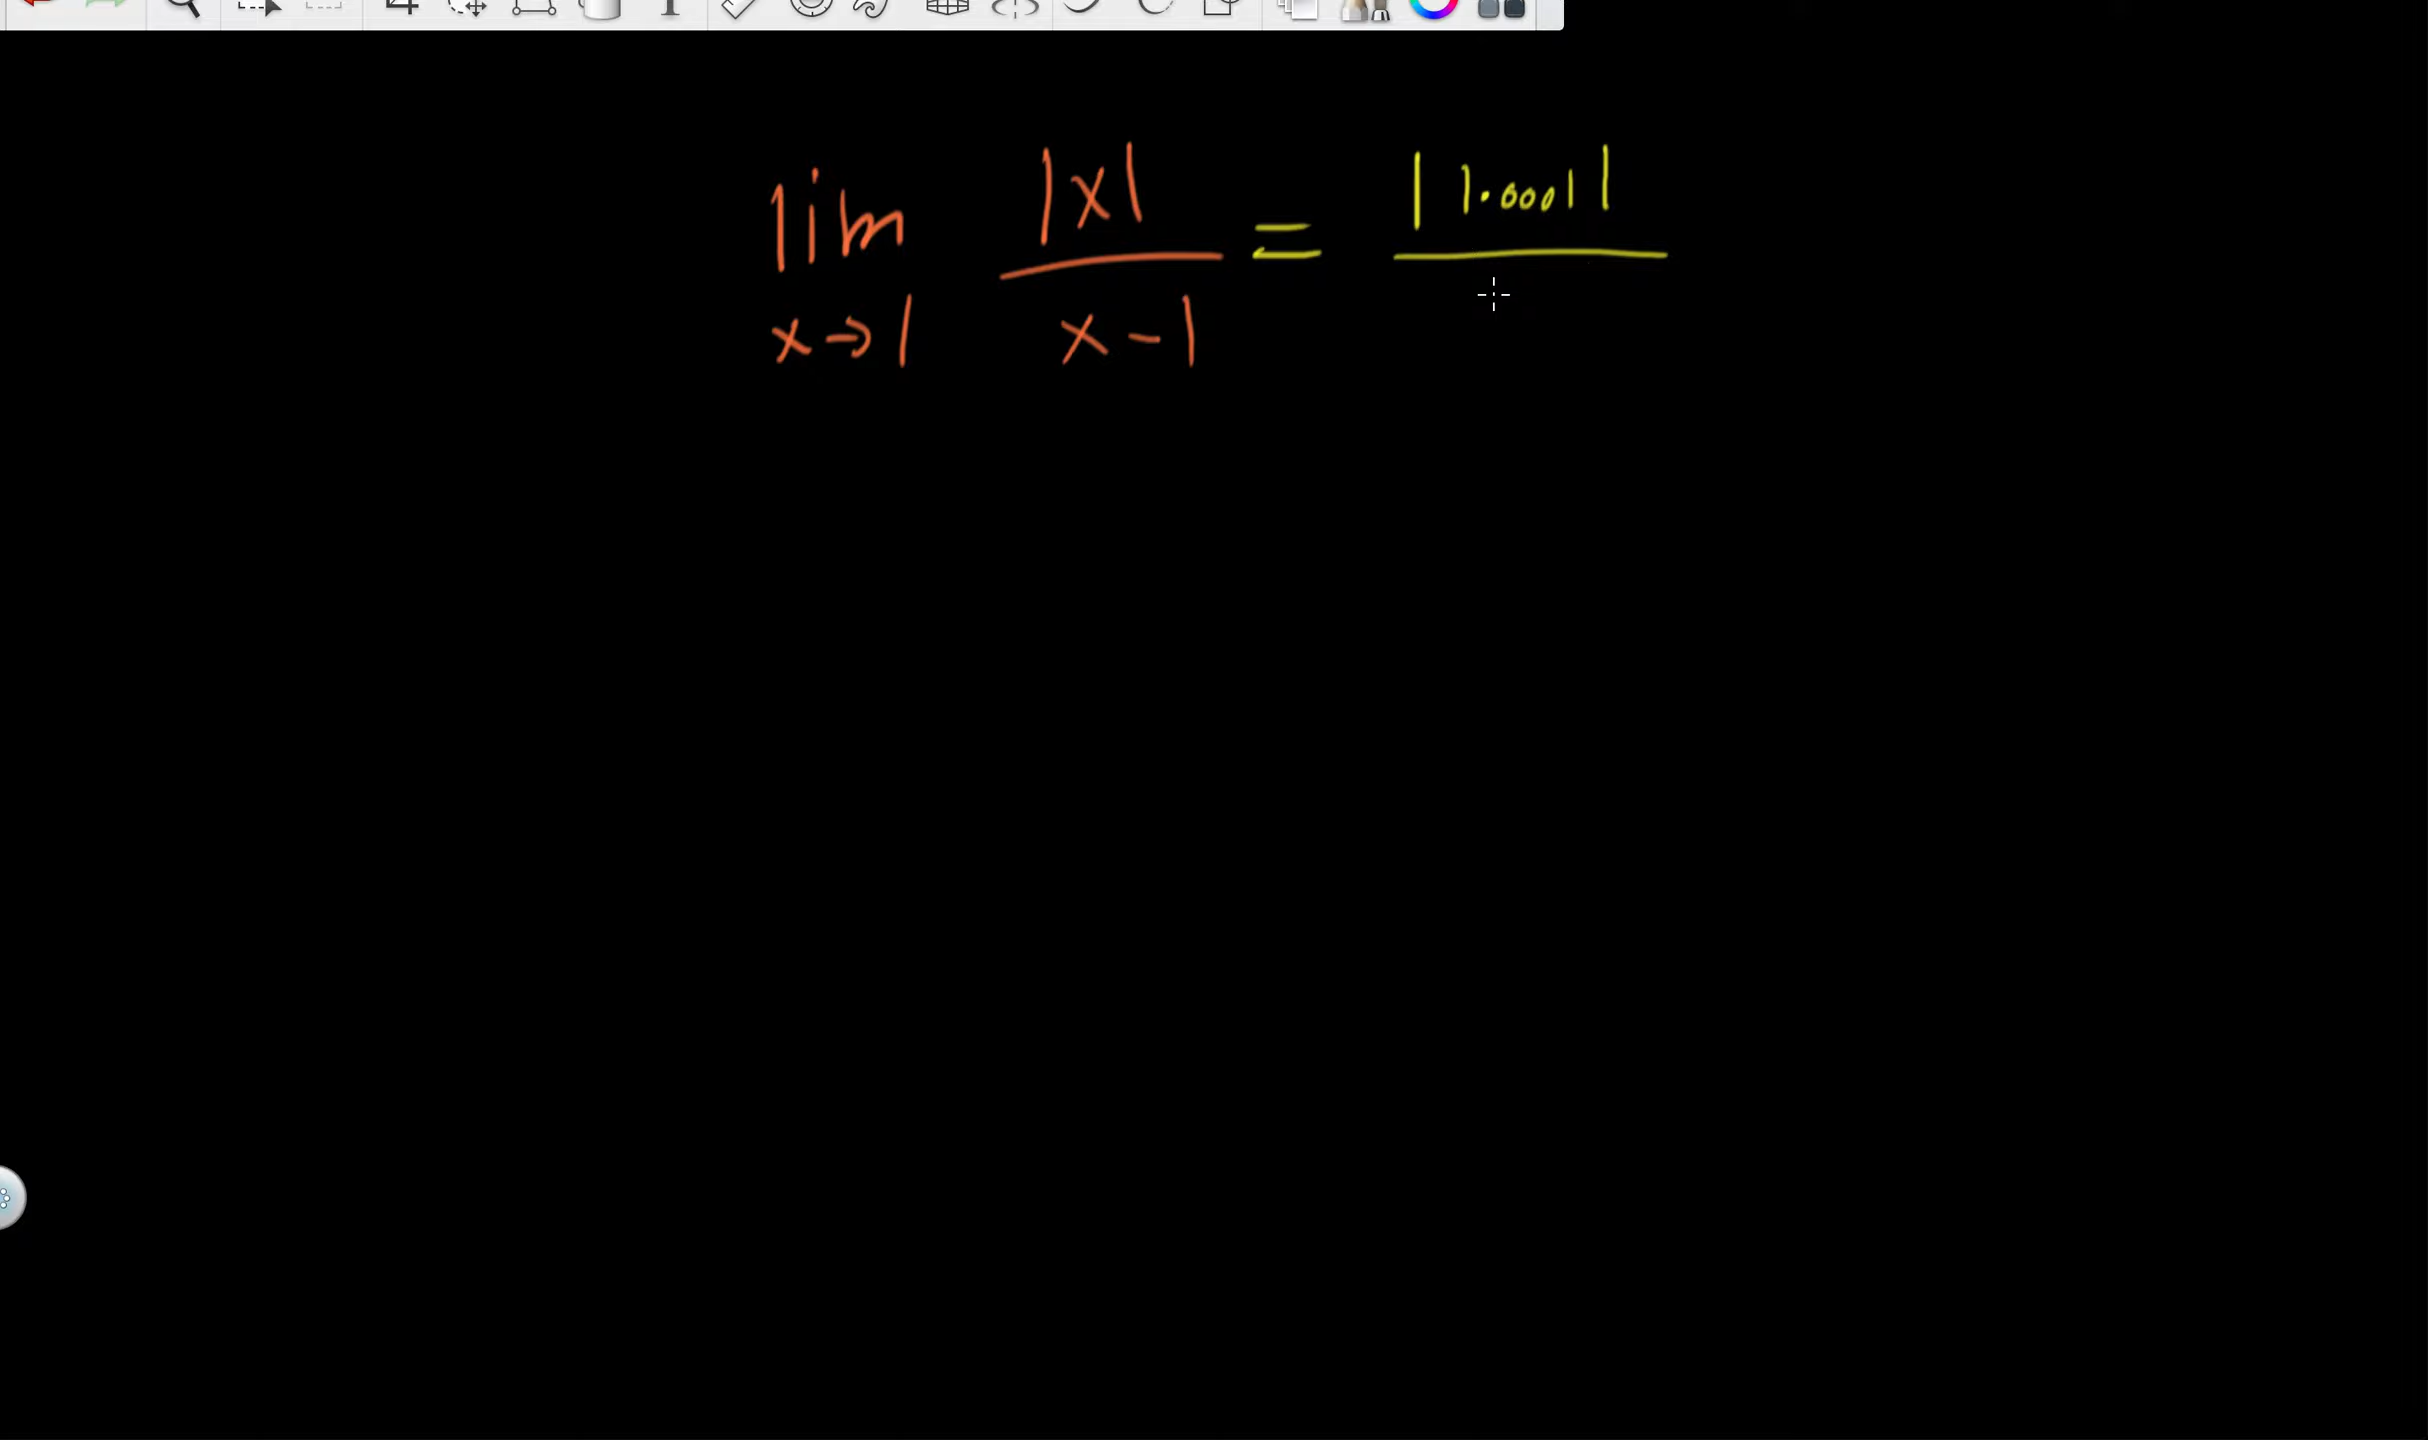 lim |x| = |1.0001|
x→1 x-1